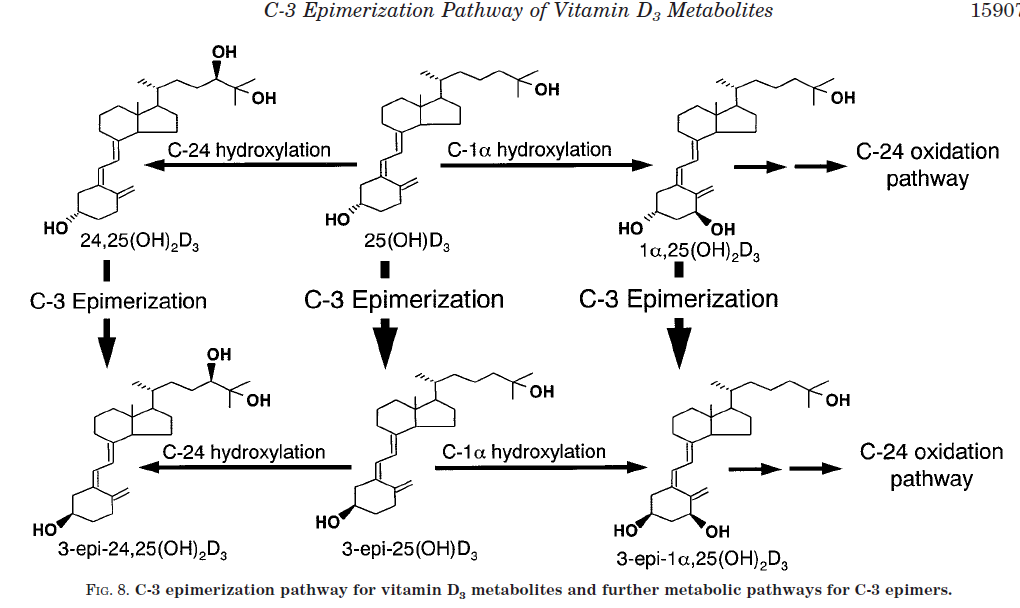 C-3 Epimerization Pathway of Vitamin D₃ Metabolites 15907
OH
OH
OH
OH
C-24 hydroxylation
C-1α hydroxylation
C-24 oxidation
pathway
HO
HO
HO
OH
24,25(OH)₂D₃
25(OH)D₃
1α,25(OH)₂D₃
C-3 Epimerization
C-3 Epimerization
C-3 Epimerization
OH
OH
OH
OH
C-24 hydroxylation
C-1α hydroxylation
C-24 oxidation
pathway
HO
HO
HO
OH
3-epi-24,25(OH)₂D₃
3-epi-25(OH)D₃
3-epi-1α,25(OH)₂D₃
FIG. 8. C-3 epimerization pathway for vitamin D₃ metabolites and further metabolic pathways for C-3 epimers.